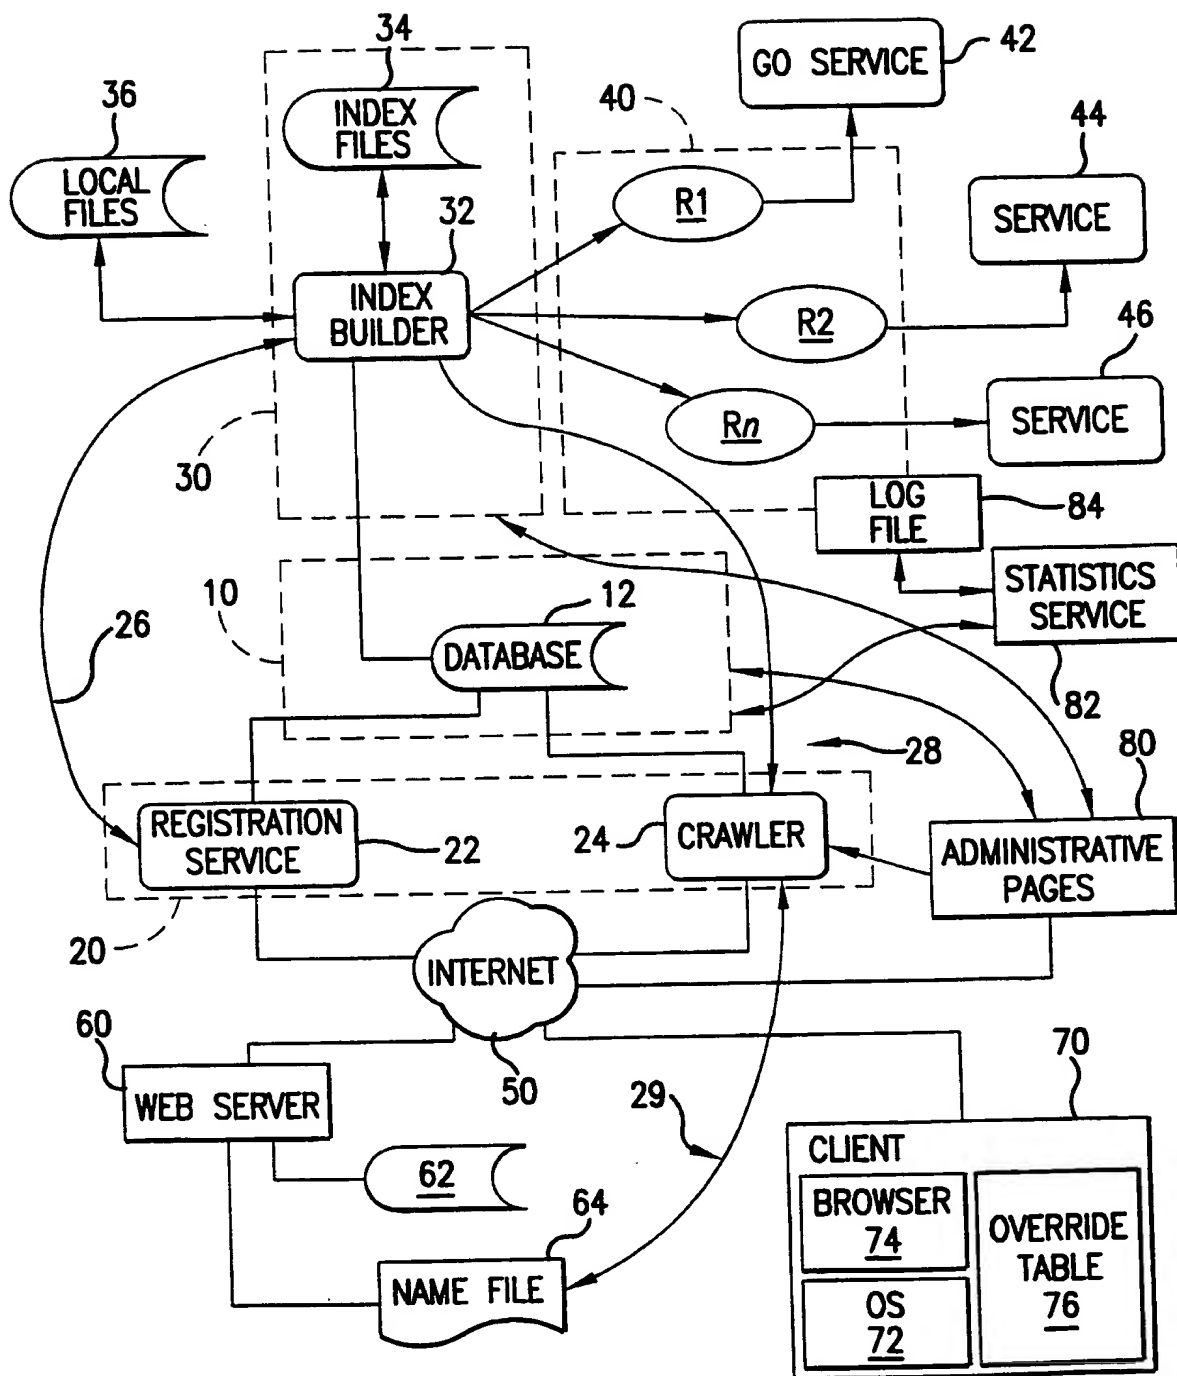 34
42
GO SERVICE
36
INDEX
FILES
40
44
LOCAL
FILES
32
R1
SERVICE
INDEX
BUILDER
R2
46
Rn
SERVICE
30
LOG
FILE
84
10
12
STATISTICS
SERVICE
26
DATABASE
82
28
80
REGISTRATION
SERVICE
22
24
CRAWLER
ADMINISTRATIVE
PAGES
20
INTERNET
60
50
70
WEB SERVER
29
CLIENT
62
BROWSER
74
OVERRIDE
TABLE
76
64
NAME FILE
OS
72